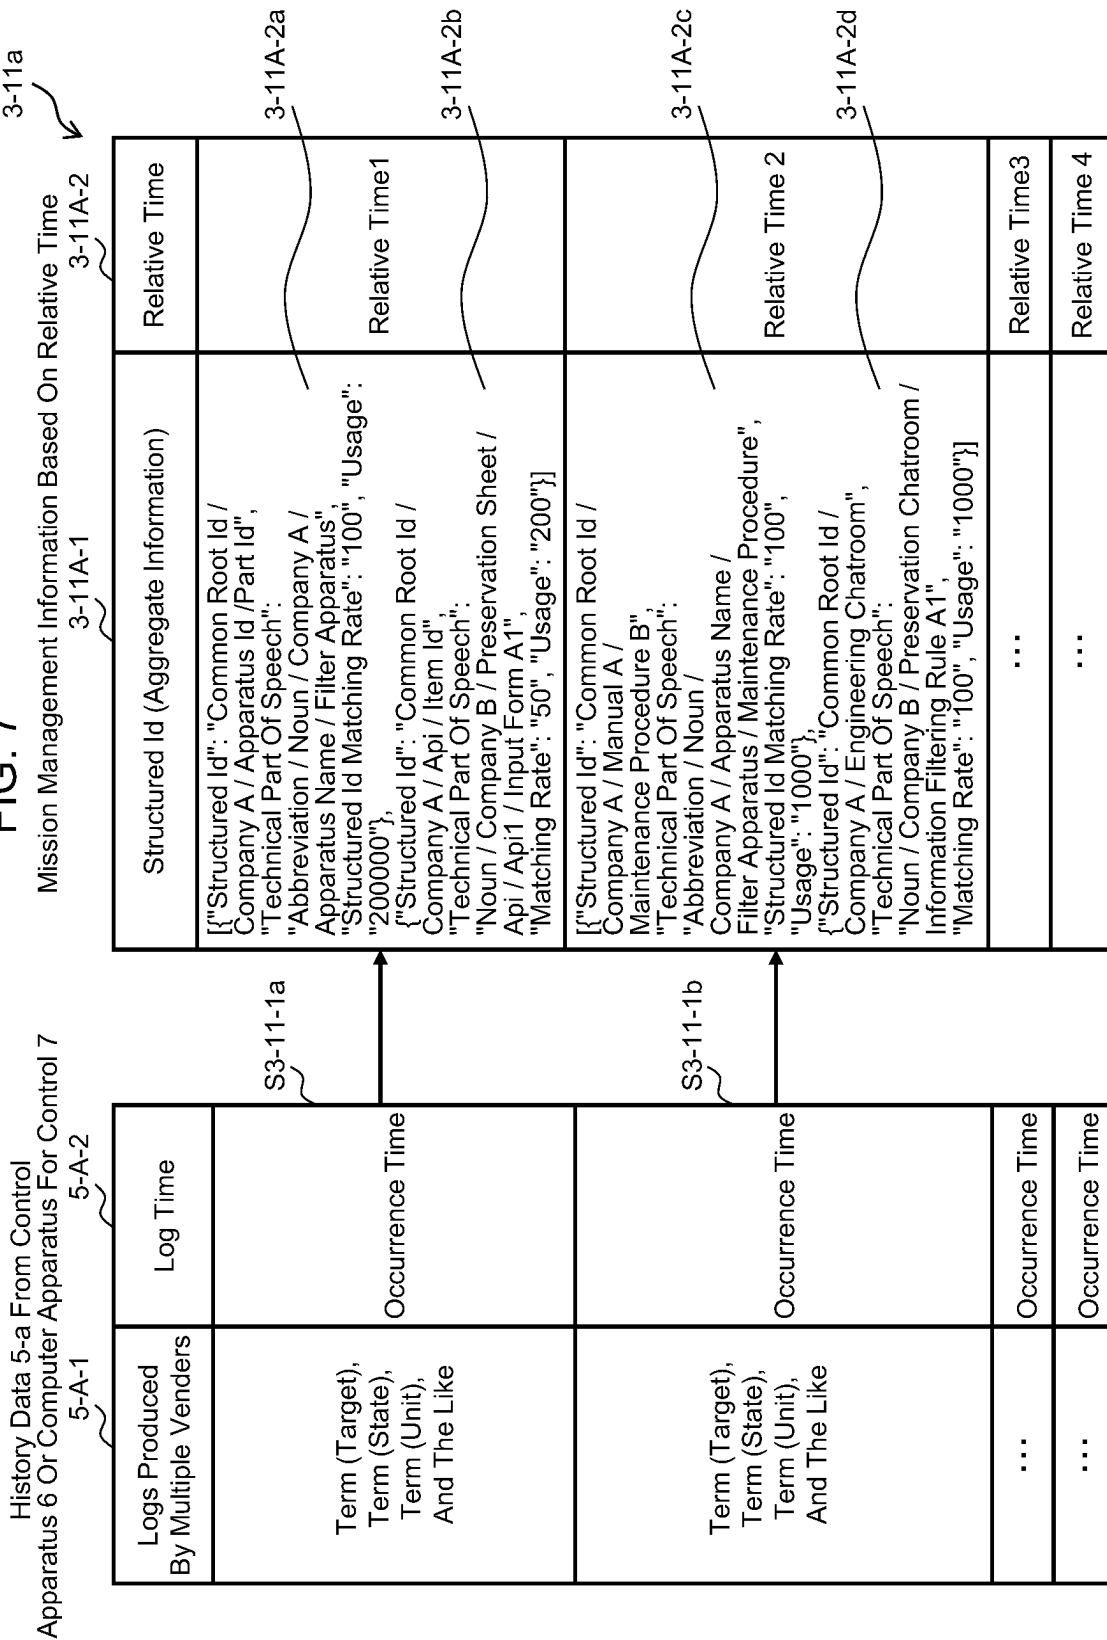 FIG. 7
History Data 5-a From Control
Apparatus 6 Or Computer Apparatus For Control 7
5-A-1
5-A-2
Logs Produced
By Multiple Venders
Log Time
Term (Target),
Term (State),
Term (Unit),
And The Like
Occurrence Time
Term (Target),
Term (State),
Term (Unit),
And The Like
Occurrence Time
...
Occurrence Time
...
Occurrence Time
S3-11-1a
S3-11-1b
Mission Management Information Based On Relative Time
3-11a
3-11A-1
3-11A-2
Structured Id (Aggregate Information)
Relative Time
[{"Structured Id": "Common Root Id /
Company A / Apparatus Id /Part Id",
"Technical Part Of Speech":
"Abbreviation / Noun / Company A /
Apparatus Name / Filter Apparatus",
"Structured Id Matching Rate": "100", "Usage":
"200000"},
{"Structured Id": "Common Root Id /
Company A / Api / Item Id",
"Technical Part Of Speech":
"Noun / Company B / Preservation Sheet /
Api / Api1 / Input Form A1",
"Matching Rate": "50", "Usage": "200"}]
Relative Time1
3-11A-2a
3-11A-2b
[{"Structured Id": "Common Root Id /
Company A / Manual A /
Maintenance Procedure B",
"Technical Part Of Speech":
"Abbreviation / Noun /
Company A / Apparatus Name /
Filter Apparatus / Maintenance Procedure",
"Structured Id Matching Rate": "100",
"Usage": "1000"},
{"Structured Id": "Common Root Id /
Company A / Engineering Chatroom",
"Technical Part Of Speech":
"Noun / Company B / Preservation Chatroom /
Information Filtering Rule A1",
"Matching Rate": "100", "Usage": "1000"}]
Relative Time 2
3-11A-2c
3-11A-2d
...
Relative Time3
...
Relative Time 4